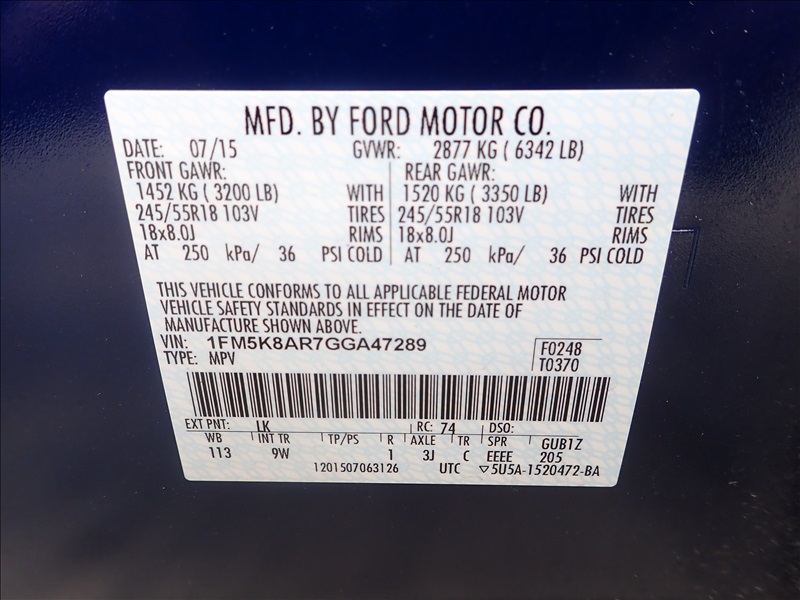 MFD. BY FORD MOTOR CO.
DATE: 07/15 GVWR: 2877 KG ( 6342 LB)
FRONT GAWR: REAR GAWR:
1452 KG ( 3200 LB) WITH 1520 KG ( 3350 LB) WITH
245/55R18 103V TIRES 245/55R18 103V TIRES
18x8.0J RIMS 18x8.0J RIMS
AT 250 kPa/ 36 PSI COLD AT 250 kPa/ 36 PSI COLD
THIS VEHICLE CONFORMS TO ALL APPLICABLE FEDERAL MOTOR
VEHICLE SAFETY STANDARDS IN EFFECT ON THE DATE OF
MANUFACTURE SHOWN ABOVE.
VIN: 1FM5K8AR7GGA47289 F0248
TYPE: MPV T0370
EXT PNT: LK RC: 74 DSO:
WB INT TR TP/PS R AXLE TR SPR GUB1Z
113 9W 1 3J C EEEE 205
1201507063126 UTC ▽5U5A-1520472-BA